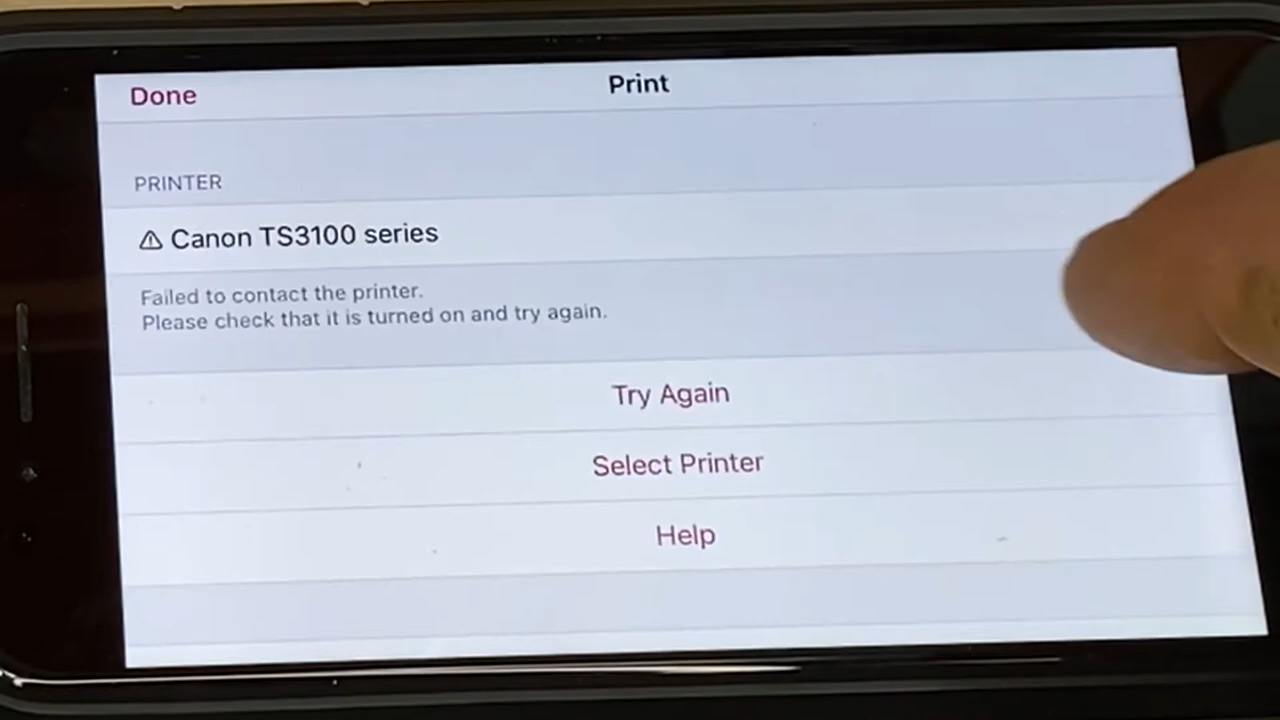 Done
Print
PRINTER
Canon TS3100 series
Failed to contact the printer.
Please check that it is turned on and try again.
Try Again
Select Printer
Help